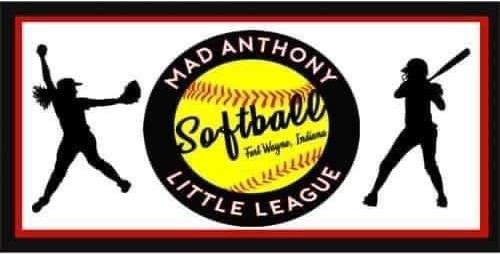 MAD ANTHONY
Softball
Fort Wayne, Indiana
LITTLE LEAGUE